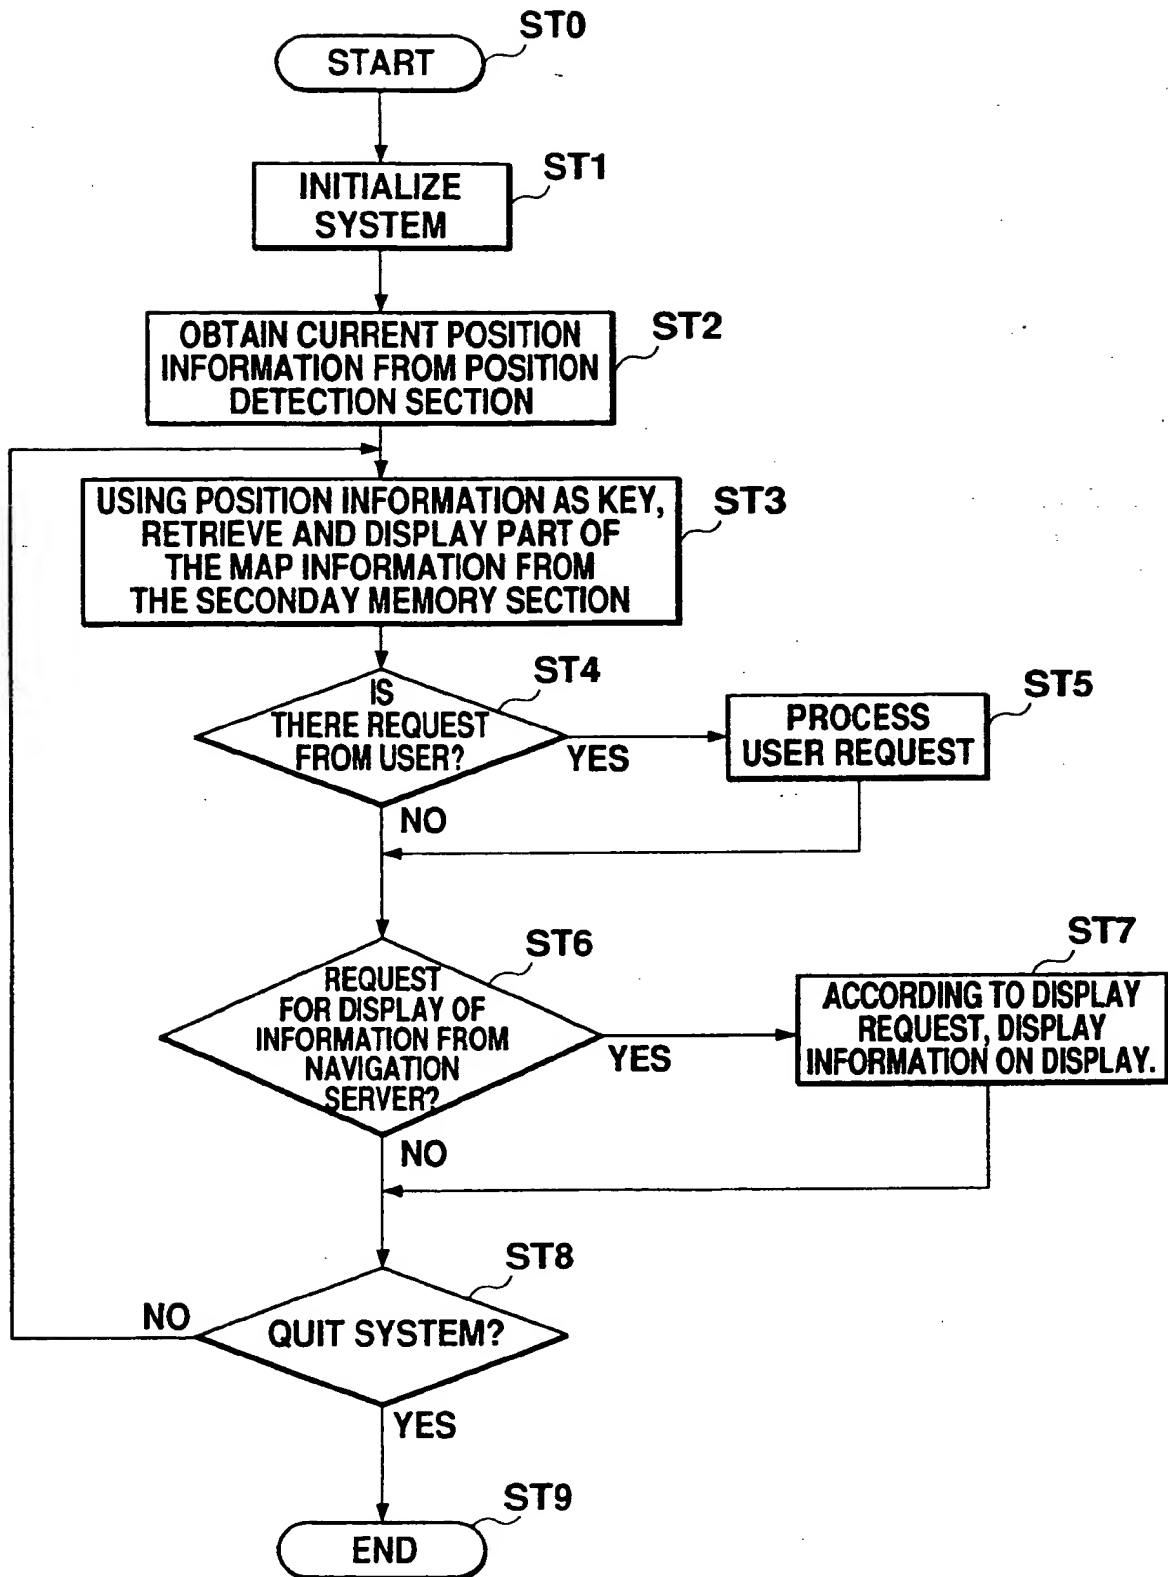 ST0
START
ST1
INITIALIZE
SYSTEM
ST2
OBTAIN CURRENT POSITION
INFORMATION FROM POSITION
DETECTION SECTION
ST3
USING POSITION INFORMATION AS KEY,
RETRIEVE AND DISPLAY PART OF
THE MAP INFORMATION FROM
THE SECONDAY MEMORY SECTION
ST4
IS
THERE REQUEST
FROM USER?
YES
NO
ST5
PROCESS
USER REQUEST
ST6
REQUEST
FOR DISPLAY OF
INFORMATION FROM
NAVIGATION
SERVER?
YES
NO
ST7
ACCORDING TO DISPLAY
REQUEST, DISPLAY
INFORMATION ON DISPLAY.
ST8
QUIT SYSTEM?
NO
YES
ST9
END